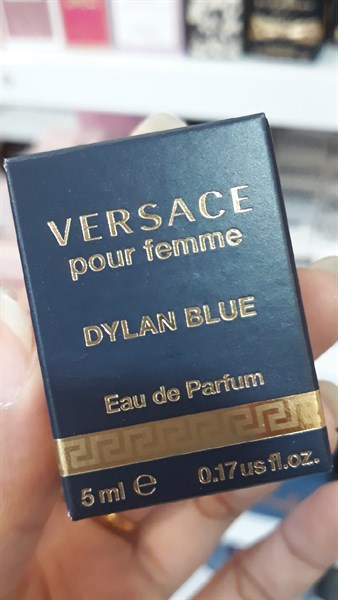 VERSACE
pour femme
DYLAN BLUE
Eau de Parfum
5 ml ℮ 0.17 us fl.oz.